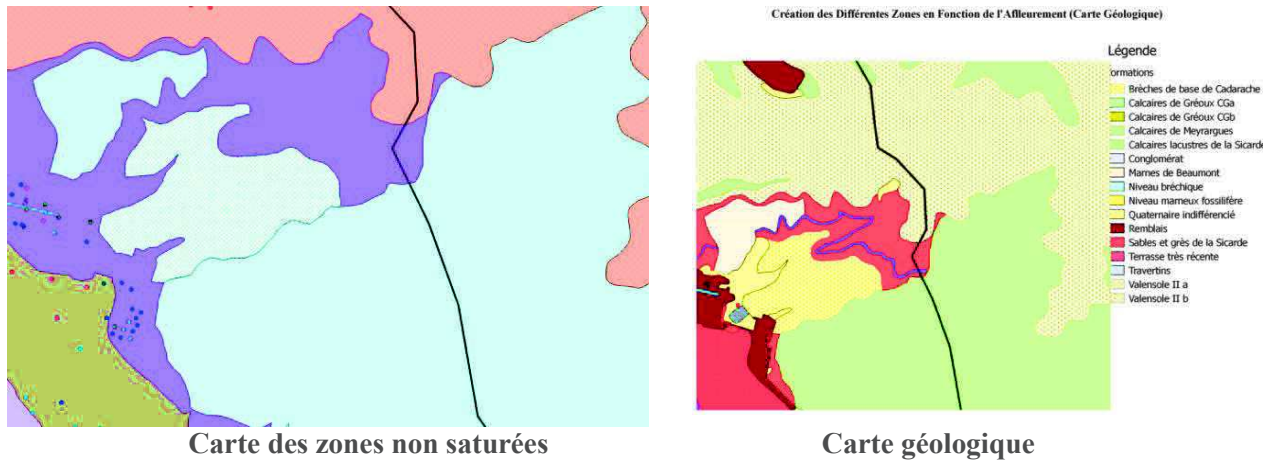 Création des Différentes Zones en Fonction de l'Aflleurement (Carte Géologique)
Légende
ormations
Brèches de base de Cadarache
Calcaires de Gréoux CGa
Calcaires de Gréoux CGb
Calcaires de Meyrargues
Calcaires lacustres de la Sicarde
Conglomérat
Marnes de Beaumont
Niveau bréchique
Niveau marneux fossilifère
Quaternaire indifférencié
Remblais
Sables et grès de la Sicarde
Terrasse très récente
Travertins
Valensole II a
Valensole II b
Carte des zones non saturées
Carte géologique